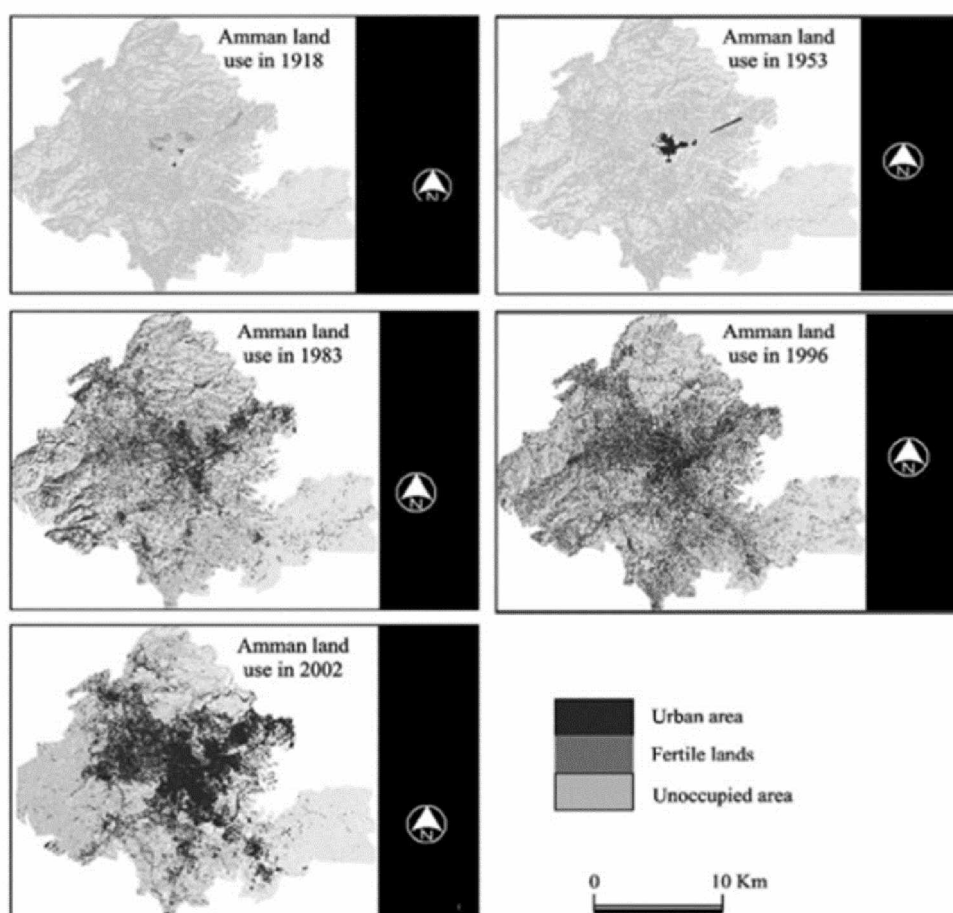 Amman land
use in 1918
N
Amman land
use in 1953
N
Amman land
use in 1983
N
Amman land
use in 1996
N
Amman land
use in 2002
N
Urban area
Fertile lands
Unoccupied area
0 10 Km